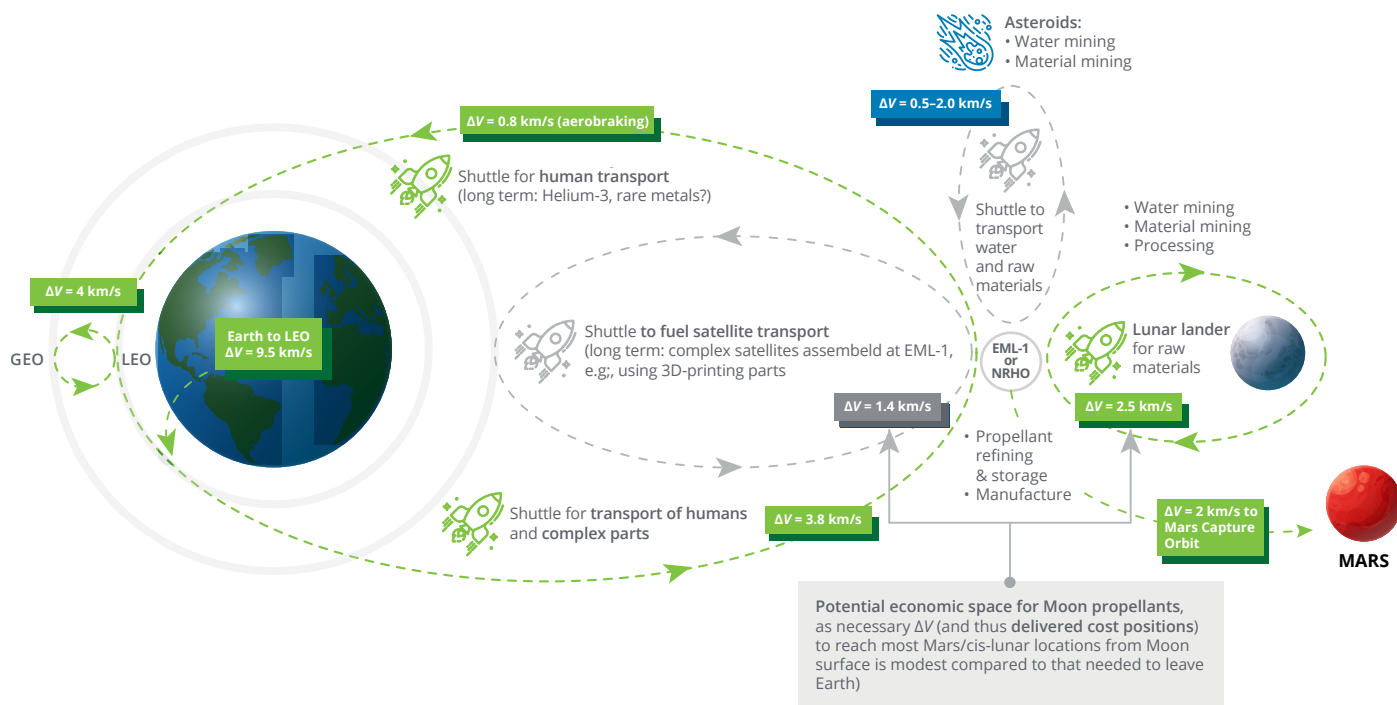 Asteroids:
• Water mining
• Material mining
ΔV = 0.5–2.0 km/s
ΔV = 0.8 km/s (aerobraking)
Shuttle for human transport
(long term: Helium-3, rare metals?)
Shuttle to
transport
water
and raw
materials
• Water mining
• Material mining
• Processing
ΔV = 4 km/s
GEO
LEO
Earth to LEO
ΔV = 9.5 km/s
Shuttle to fuel satellite transport
(long term: complex satellites assembeld at EML-1,
e.g;, using 3D-printing parts
EML-1
or
NRHO
Lunar lander
for raw
materials
ΔV = 1.4 km/s
ΔV = 2.5 km/s
• Propellant
refining
& storage
• Manufacture
Shuttle for transport of humans
and complex parts
ΔV = 3.8 km/s
ΔV = 2 km/s to
Mars Capture
Orbit
MARS
Potential economic space for Moon propellants,
as necessary ΔV (and thus delivered cost positions)
to reach most Mars/cis-lunar locations from Moon
surface is modest compared to that needed to leave
Earth)